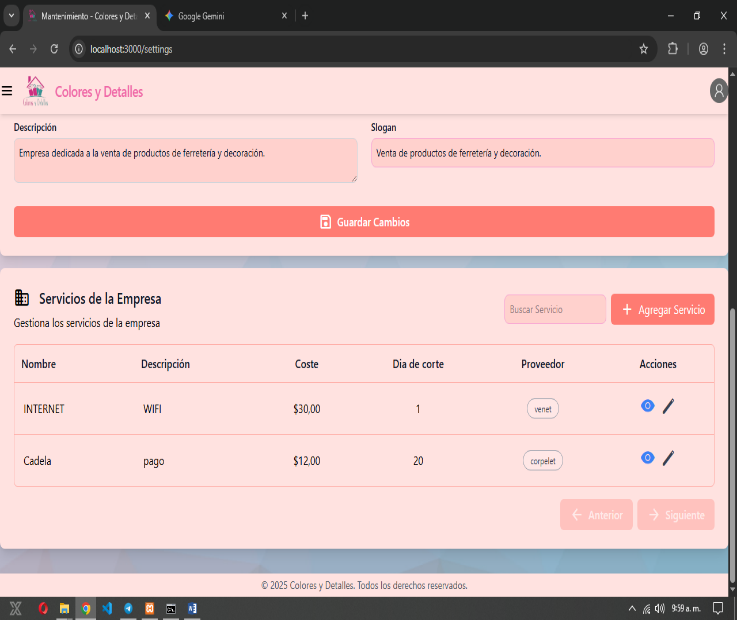 Mantenimiento - Colores y Det
Google Gemini
localhost:3000/settings
Colores y Detalles
Descripción
Slogan
Empresa dedicada a la venta de productos de ferretería y decoración.
Venta de productos de ferretería y decoración.
Guardar Cambios
Servicios de la Empresa
Gestiona los servicios de la empresa
Buscar Servicio
Agregar Servicio
Nombre Descripción Coste Dia de corte Proveedor Acciones
INTERNET WIFI $30,00 1 venet
Cadela pago $12,00 20 corpelet
Anterior Siguiente
© 2025 Colores y Detalles. Todos los derechos reservados.
9:59 a. m.